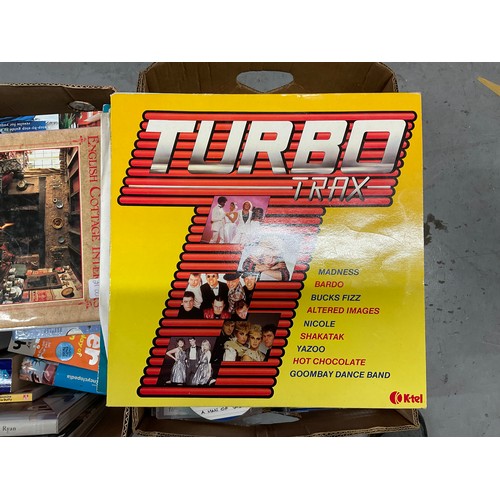 TURBO
TRAX
MADNESS
BARDO
BUCKS FIZZ
ALTERED IMAGES
NICOLE
SHAKATAK
YAZOO
HOT CHOCOLATE
GOOMBAY DANCE BAND
K-tel
ENGLISH COTTAGE
Ryan